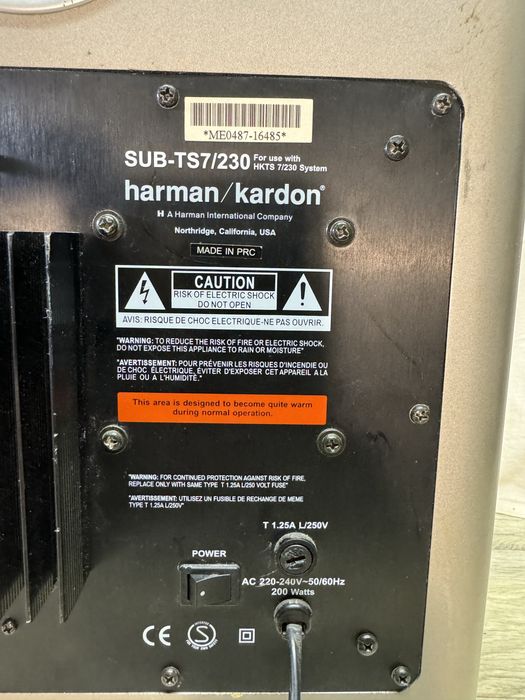 *ME0487-16485*
SUB-TS7/230 For use with
HKTS 7/230 System
harman/kardon®
H A Harman International Company
Northridge, California, USA
MADE IN PRC
CAUTION
RISK OF ELECTRIC SHOCK
DO NOT OPEN
AVIS: RISQUE DE CHOC ELECTRIQUE-NE PAS OUVRIR.
"WARNING: TO REDUCE THE RISK OF FIRE OR ELECTRIC SHOCK,
DO NOT EXPOSE THIS APPLIANCE TO RAIN OR MOISTURE"
"AVERTISSEMENT: POUR PRÉVENIR LES RISQUES D'INCENDIE OU
DE CHOC ÉLECTRIQUE, ÉVITER D'EXPOSER CET APPAREIL A LA
PLUIE OU A L'HUMIDITÉ."
This area is designed to become quite warm
during normal operation.
"WARNING: FOR CONTINUED PROTECTION AGAINST RISK OF FIRE,
REPLACE ONLY WITH SAME TYPE T 1.25A L/250 VOLT FUSE"
"AVERTISSEMENT: UTILISEZ UN FUSIBLE DE RECHANGE DE MEME
TYPE T 1.25A L/250V"
T 1.25A L/250V
POWER
AC 220-240V~50/60Hz
200 Watts
CE S